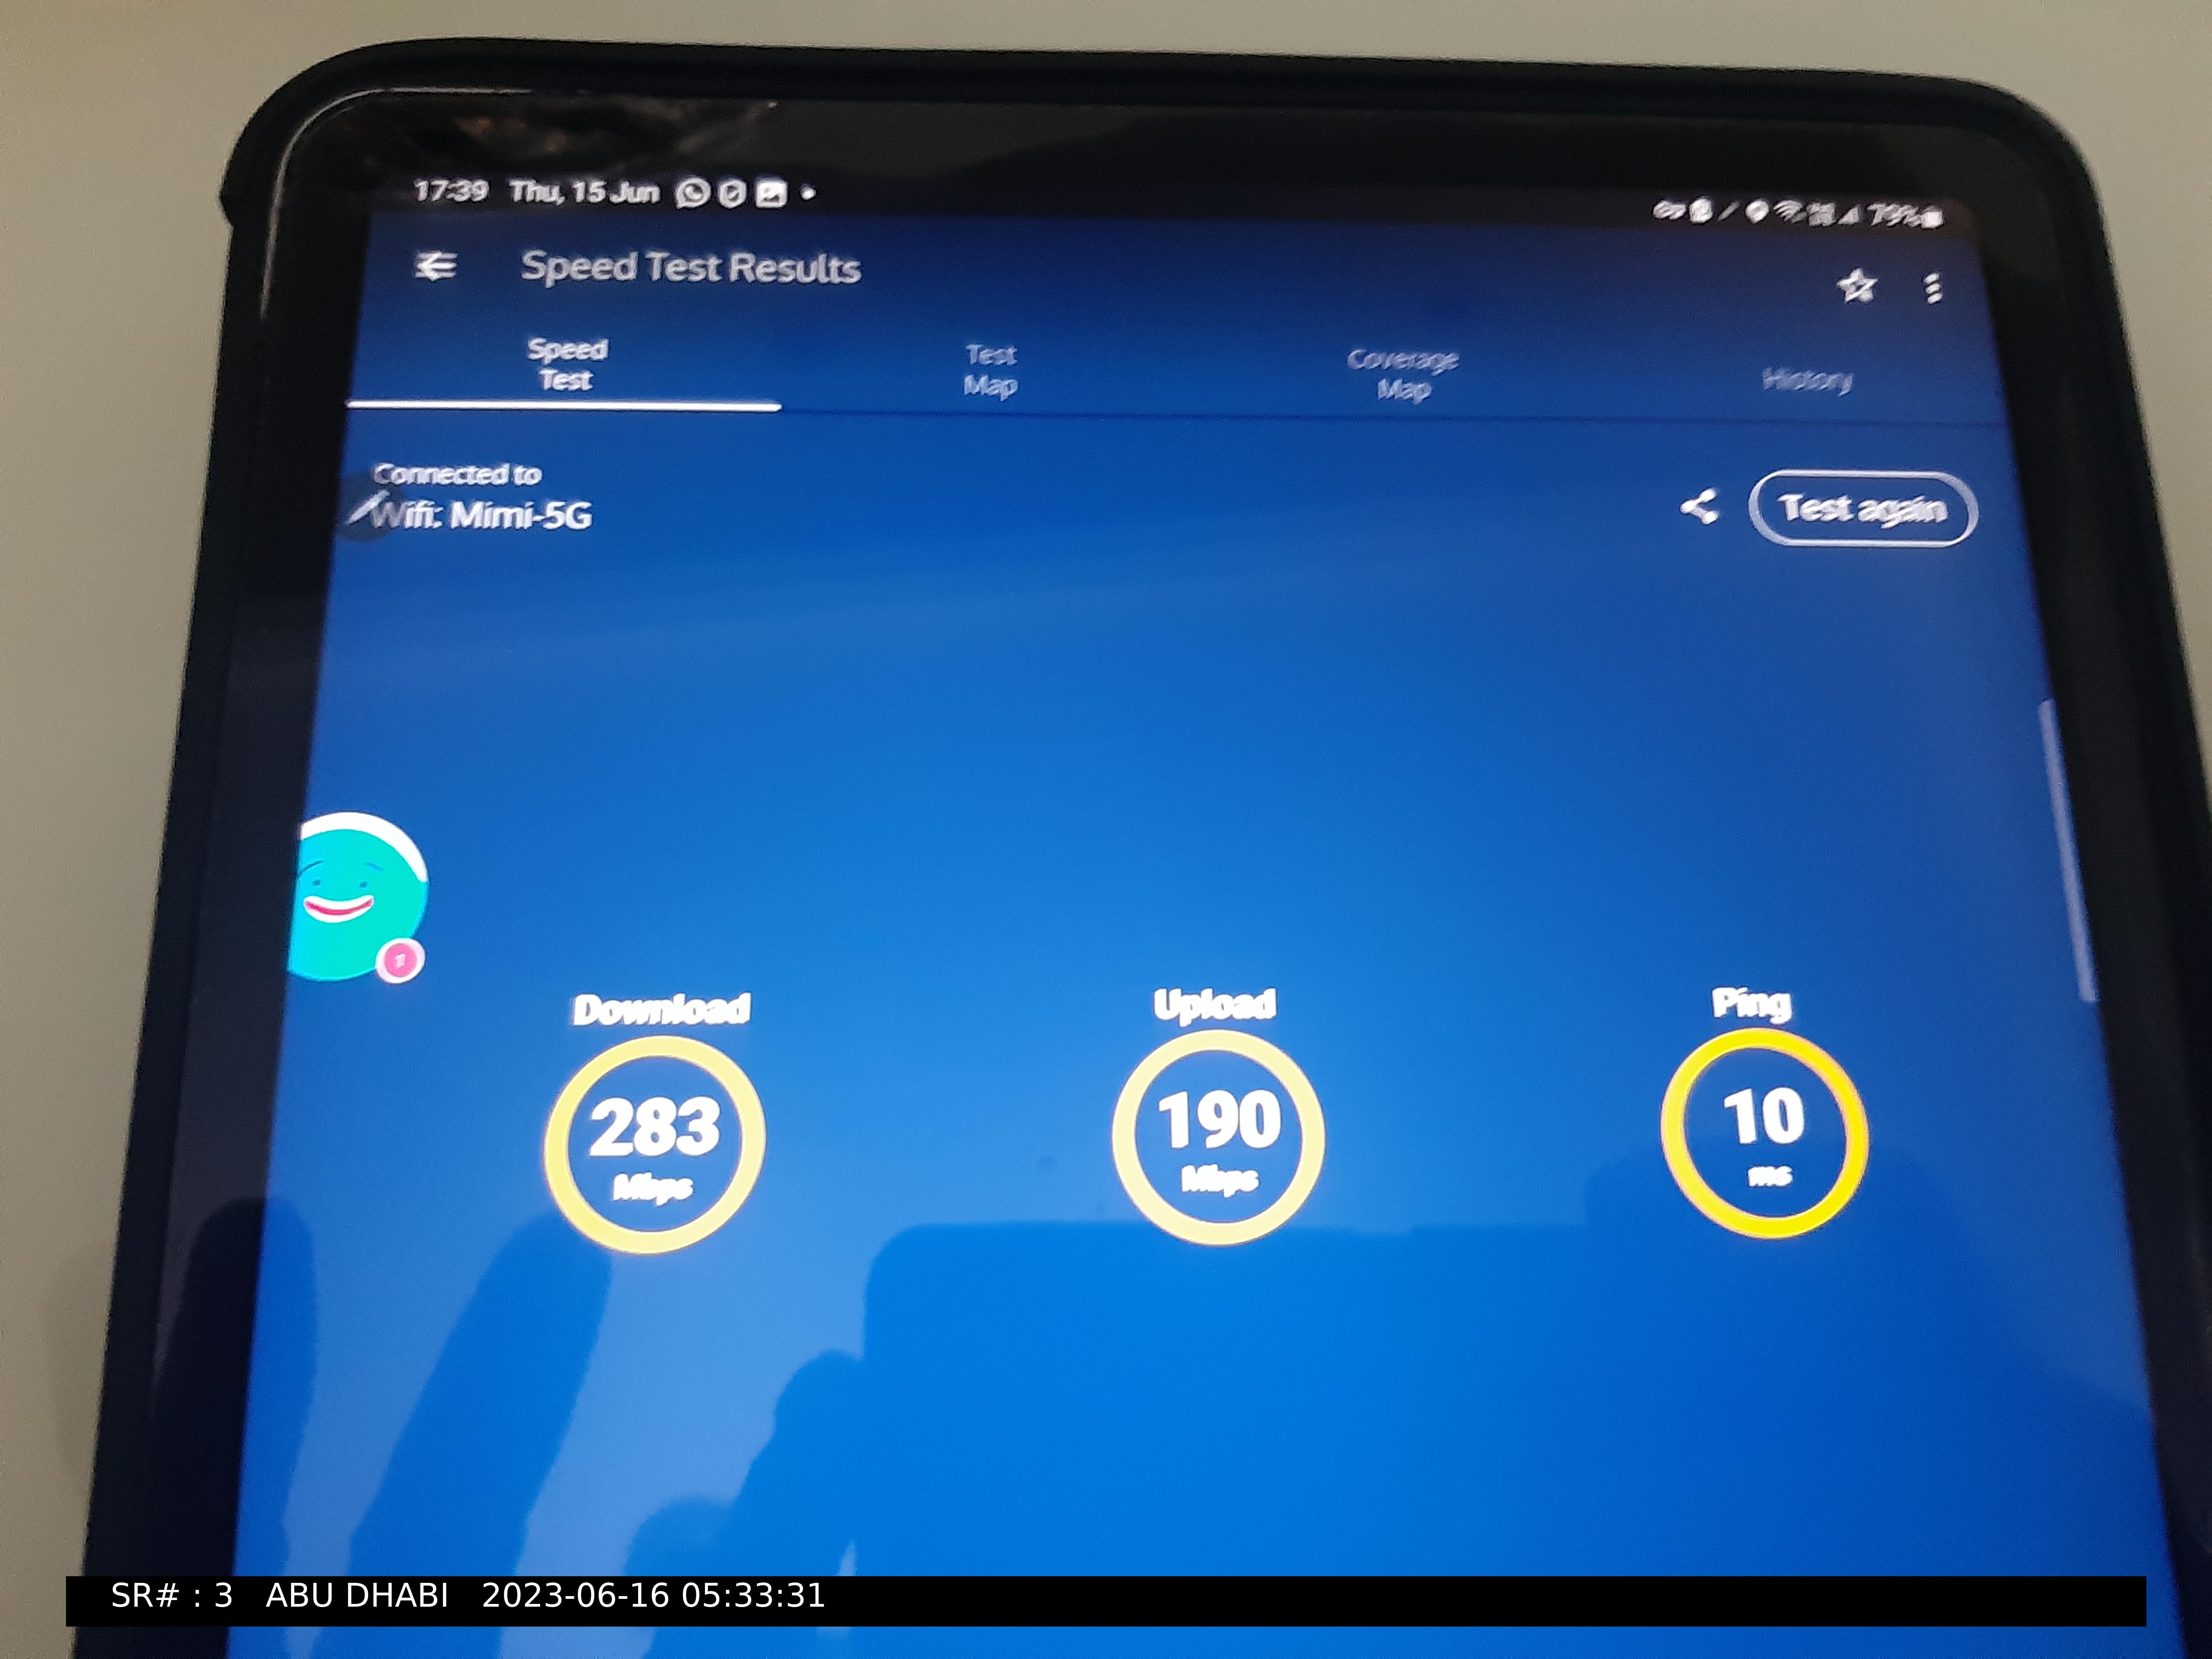 17:39 Thu, 15 Jun
79%
Speed Test Results
Speed
Test
Test
Map
Coverage
Map
History
Connected to
Wifi: Mimi-5G
Test again
Download
Upload
Ping
283
Mbps
190
Mbps
10
ms
SR# : 3 ABU DHABI 2023-06-16 05:33:31